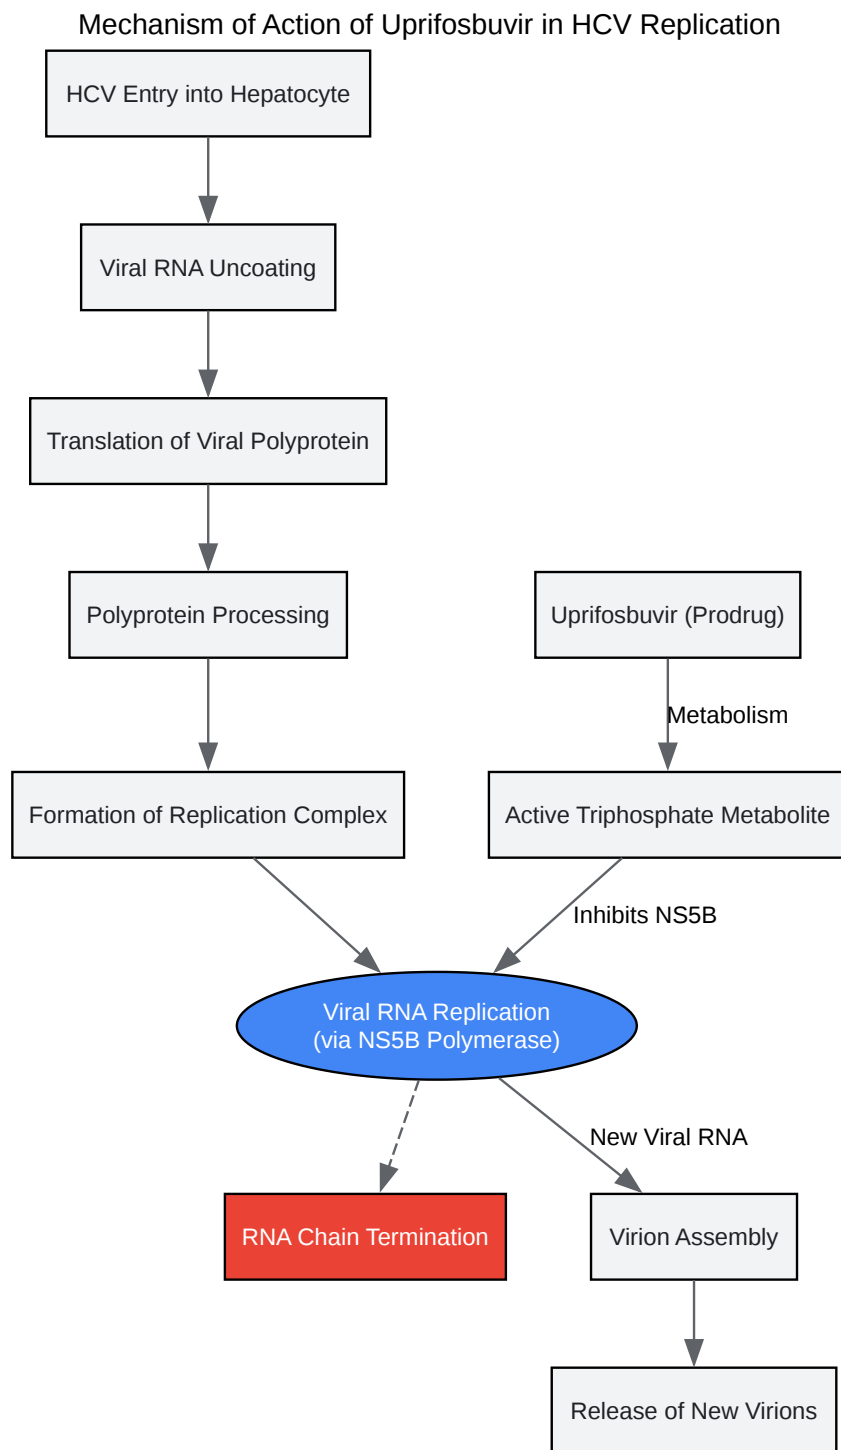 Mechanism of Action of Uprifosbuvir in HCV Replication
HCV Entry into Hepatocyte
Viral RNA Uncoating
Translation of Viral Polyprotein
Polyprotein Processing
Uprifosbuvir (Prodrug)
Metabolism
Formation of Replication Complex
Active Triphosphate Metabolite
Inhibits NS5B
Viral RNA Replication
(via NS5B Polymerase)
New Viral RNA
RNA Chain Termination
Virion Assembly
Release of New Virions